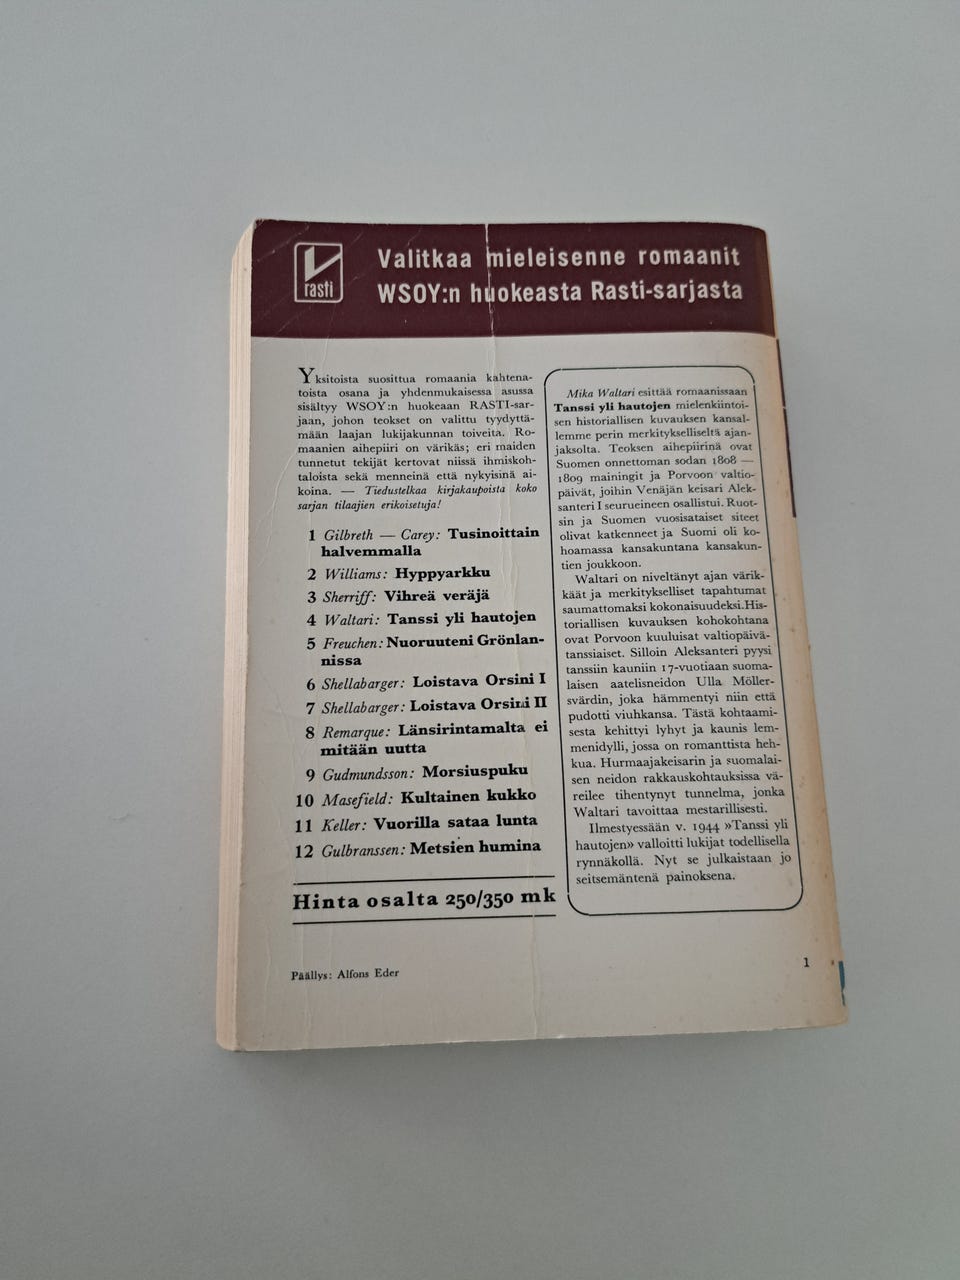 rasti
Valitkaa mieleisenne romaanit
WSOY:n huokeasta Rasti-sarjasta
Yksitoista suosittua romaania kahtena-
toista osana ja yhdenmukaisessa asussa
sisältyy WSOY:n huokeaan RASTI-sar-
jaan, johon teokset on valittu tyydyttä-
mään laajan lukijakunnan toiveita. Ro-
maanien aihepiiri on värikäs; eri maiden
tunnetut tekijät kertovat niissä ihmiskoh-
taloista sekä menneinä että nykyisinä ai-
koina. — Tiedustelkaa kirjakaupoista koko
sarjan tilaajien erikoisetuja!
1 Gilbreth — Carey: Tusinoittain
halvemmalla
2 Williams: Hyppyarkku
3 Sherriff: Vihreä veräjä
4 Waltari: Tanssi yli hautojen
5 Freuchen: Nuoruuteni Grönlan-
nissa
6 Shellabarger: Loistava Orsini I
7 Shellabarger: Loistava Orsini II
8 Remarque: Länsirintamalta ei
mitään uutta
9 Gudmundsson: Morsiuspuku
10 Masefield: Kultainen kukko
11 Keller: Vuorilla sataa lunta
12 Gulbranssen: Metsien humina
Hinta osalta 250/350 mk
Päällys: Alfons Eder
Mika Waltari esittää romaanissaan
Tanssi yli hautojen mielenkiintoi-
sen historiallisen kuvauksen kansal-
lemme perin merkitykselliseltä ajan-
jaksolta. Teoksen aihepiirinä ovat
Suomen onnettoman sodan 1808 —
1809 mainingit ja Porvoon valtio-
päivät, joihin Venäjän keisari Alek-
santeri I seurueineen osallistui. Ruot-
sin ja Suomen vuosisataiset siteet
olivat katkenneet ja Suomi oli ko-
hoamassa kansakuntana kansakun-
tien joukkoon.
Waltari on niveltänyt ajan värik-
käät ja merkitykselliset tapahtumat
saumattomaksi kokonaisuudeksi.His-
toriallisen kuvauksen kohokohtana
ovat Porvoon kuuluisat valtiopäivä-
tanssiaiset. Silloin Aleksanteri pyysi
tanssiin kauniin 17-vuotiaan suoma-
laisen aatelisneidon Ulla Möller-
svärdin, joka hämmentyi niin että
pudotti viuhkansa. Tästä kohtaami-
sesta kehittyi lyhyt ja kaunis lem-
menidylli, jossa on romanttista heh-
kua. Hurmaajakeisarin ja suomalai-
sen neidon rakkauskohtauksissa vä-
reilee tihentynyt tunnelma, jonka
Waltari tavoittaa mestarillisesti.
Ilmestyessään v. 1944 »Tanssi yli
hautojen» valloitti lukijat todellisella
rynnäköllä. Nyt se julkaistaan jo
seitsemäntenä painoksena.
1